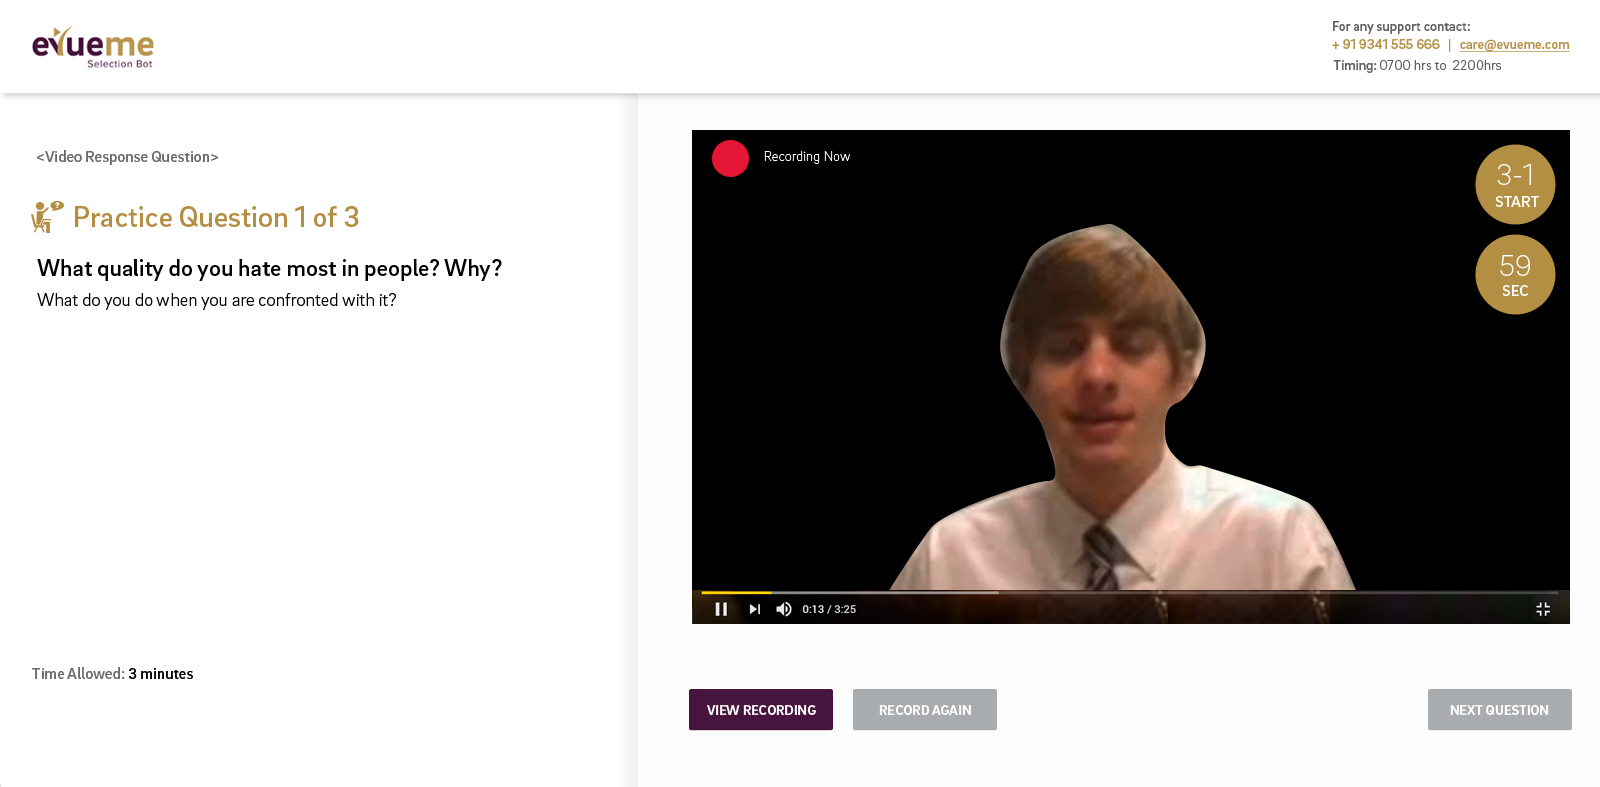 evueme
Selection Bot
For any support contact:
+ 91 9341 555 666 | care@evueme.com
Timing: 0700 hrs to 2200hrs
<Video Response Question>
?
Practice Question 1 of 3
What quality do you hate most in people? Why?
What do you do when you are confronted with it?
Time Allowed: 3 minutes
Recording Now
3-1
START
59
SEC
0:13 / 3:25
VIEW RECORDING
RECORD AGAIN
NEXT QUESTION